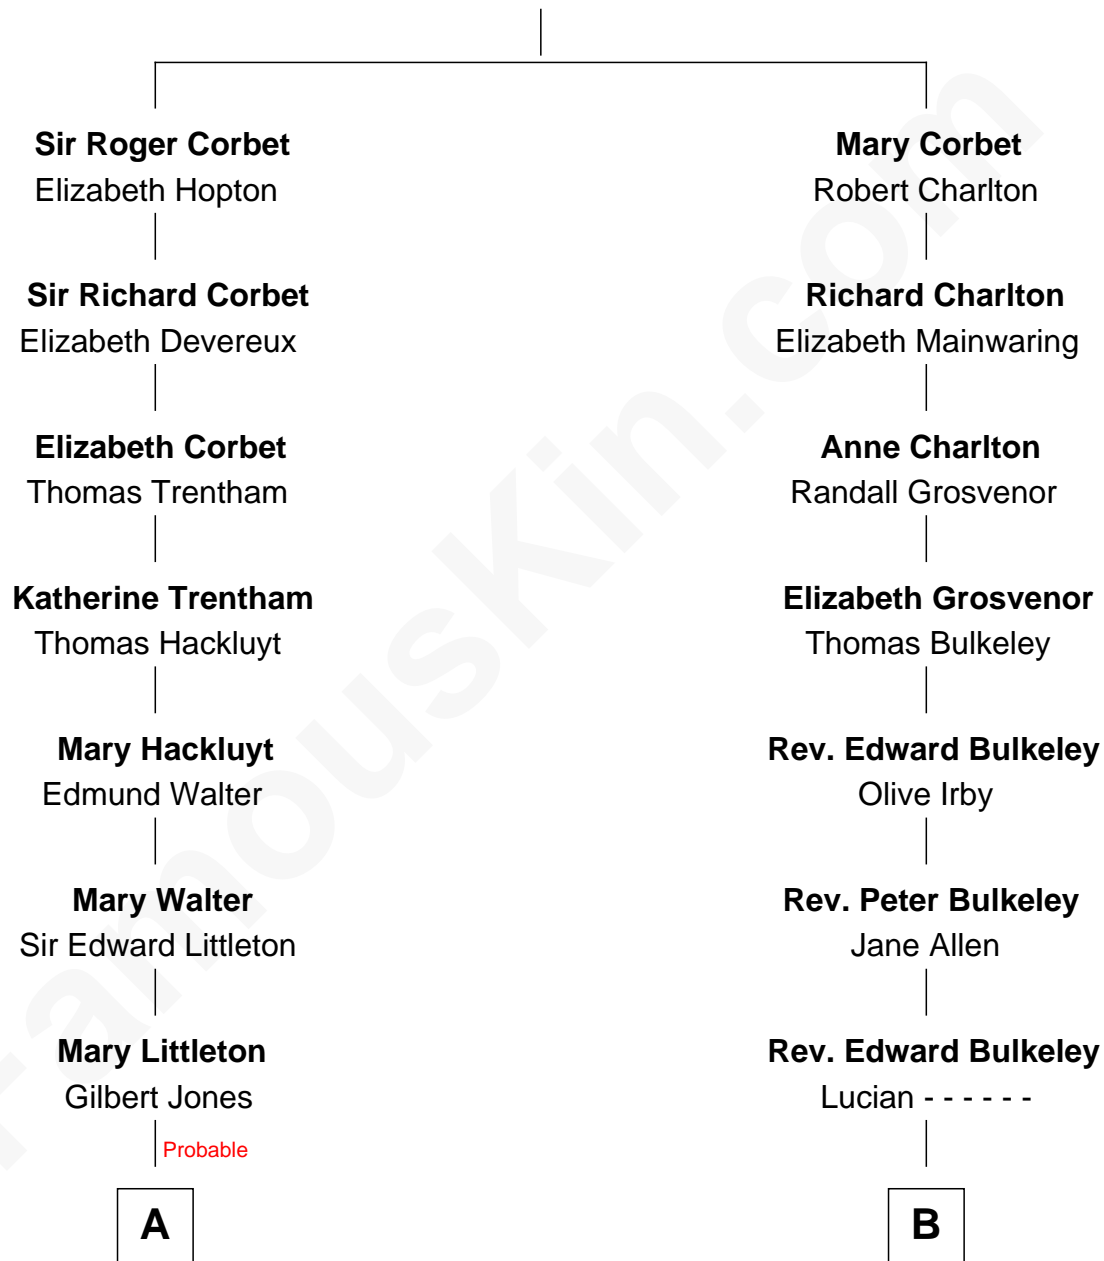 Sir Roger Corbet
Elizabeth Hopton
Sir Richard Corbet
Elizabeth Devereux
Elizabeth Corbet
Thomas Trentham
Katherine Trentham
Thomas Hackluyt
Mary Hackluyt
Edmund Walter
Mary Walter
Sir Edward Littleton
Mary Littleton
Gilbert Jones
Probable
A
Mary Corbet
Robert Charlton
Richard Charlton
Elizabeth Mainwaring
Anne Charlton
Randall Grosvenor
Elizabeth Grosvenor
Thomas Bulkeley
Rev. Edward Bulkeley
Olive Irby
Rev. Peter Bulkeley
Jane Allen
Rev. Edward Bulkeley
Lucian - - - - - -
B
FamousKin.com